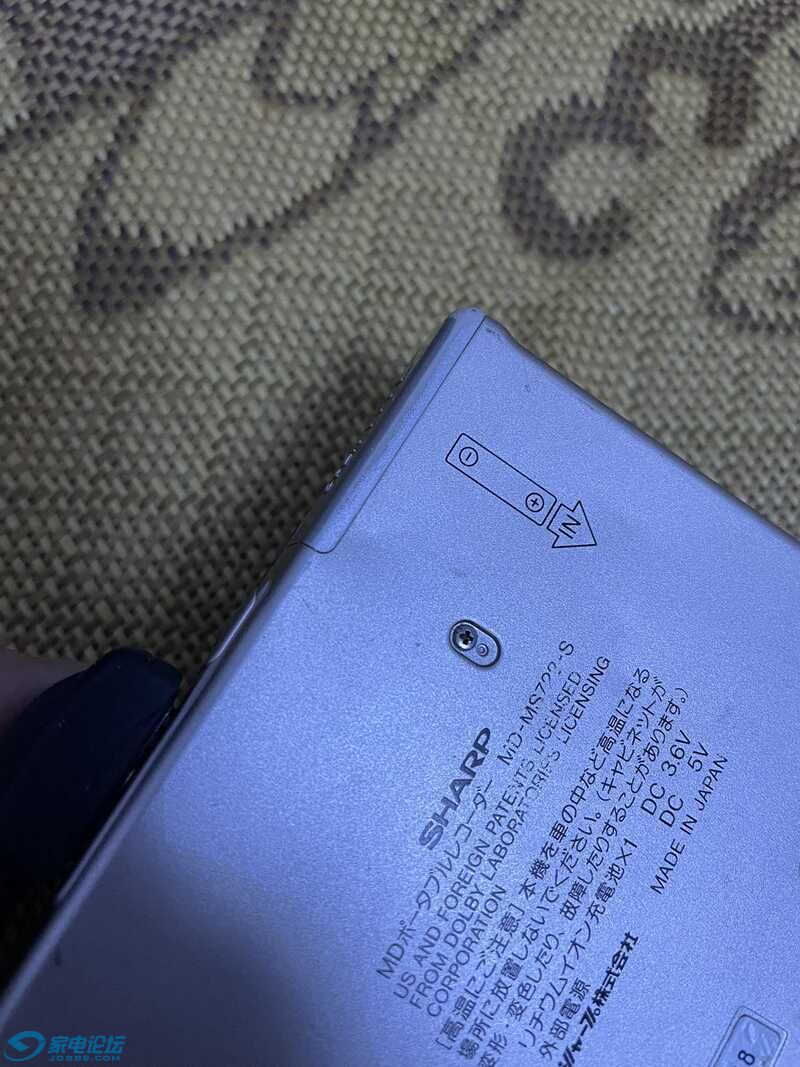 ⊖
⊕
IN
SHARP
MDポータブルレコーダー MD-MS722-S
US AND FOREIGN PATENTS LICENSED
FROM DOLBY LABORATORIES LICENSING
CORPORATION
[高温にご注意] 本機を車の中など高温になる
場所に放置しないでください。(キャビネットが
変形・変色したり、故障したりすることがあります。)
リチウムイオン充電池X1 DC 3.6V
外部電源 DC 5V
シャープ株式会社 MADE IN JAPAN
8
家电论坛
JDBBS.COM